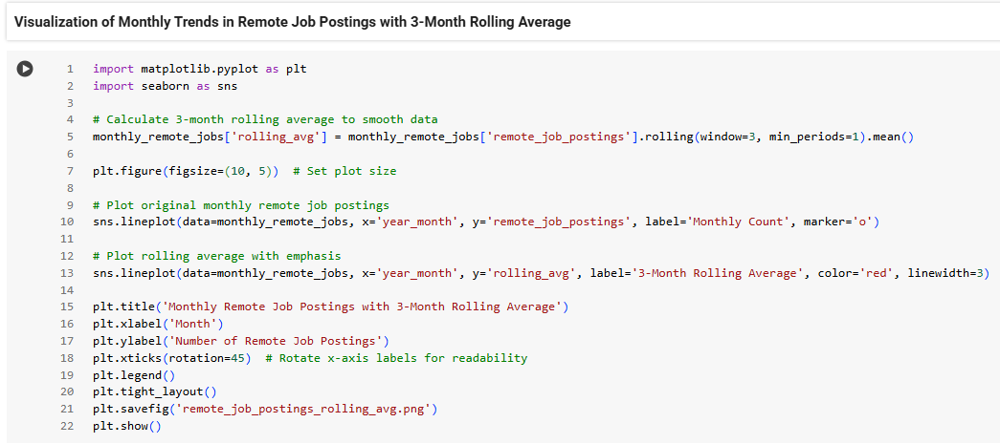 Visualization of Monthly Trends in Remote Job Postings with 3-Month Rolling Average
1 import matplotlib.pyplot as plt
2 import seaborn as sns
3
4 # Calculate 3-month rolling average to smooth data
5 monthly_remote_jobs['rolling_avg'] = monthly_remote_jobs['remote_job_postings'].rolling(window=3, min_periods=1).mean()
6
7 plt.figure(figsize=(10, 5))  # Set plot size
8
9 # Plot original monthly remote job postings
10 sns.lineplot(data=monthly_remote_jobs, x='year_month', y='remote_job_postings', label='Monthly Count', marker='o')
11
12 # Plot rolling average with emphasis
13 sns.lineplot(data=monthly_remote_jobs, x='year_month', y='rolling_avg', label='3-Month Rolling Average', color='red', linewidth=3)
14
15 plt.title('Monthly Remote Job Postings with 3-Month Rolling Average')
16 plt.xlabel('Month')
17 plt.ylabel('Number of Remote Job Postings')
18 plt.xticks(rotation=45)  # Rotate x-axis labels for readability
19 plt.legend()
20 plt.tight_layout()
21 plt.savefig('remote_job_postings_rolling_avg.png')
22 plt.show()